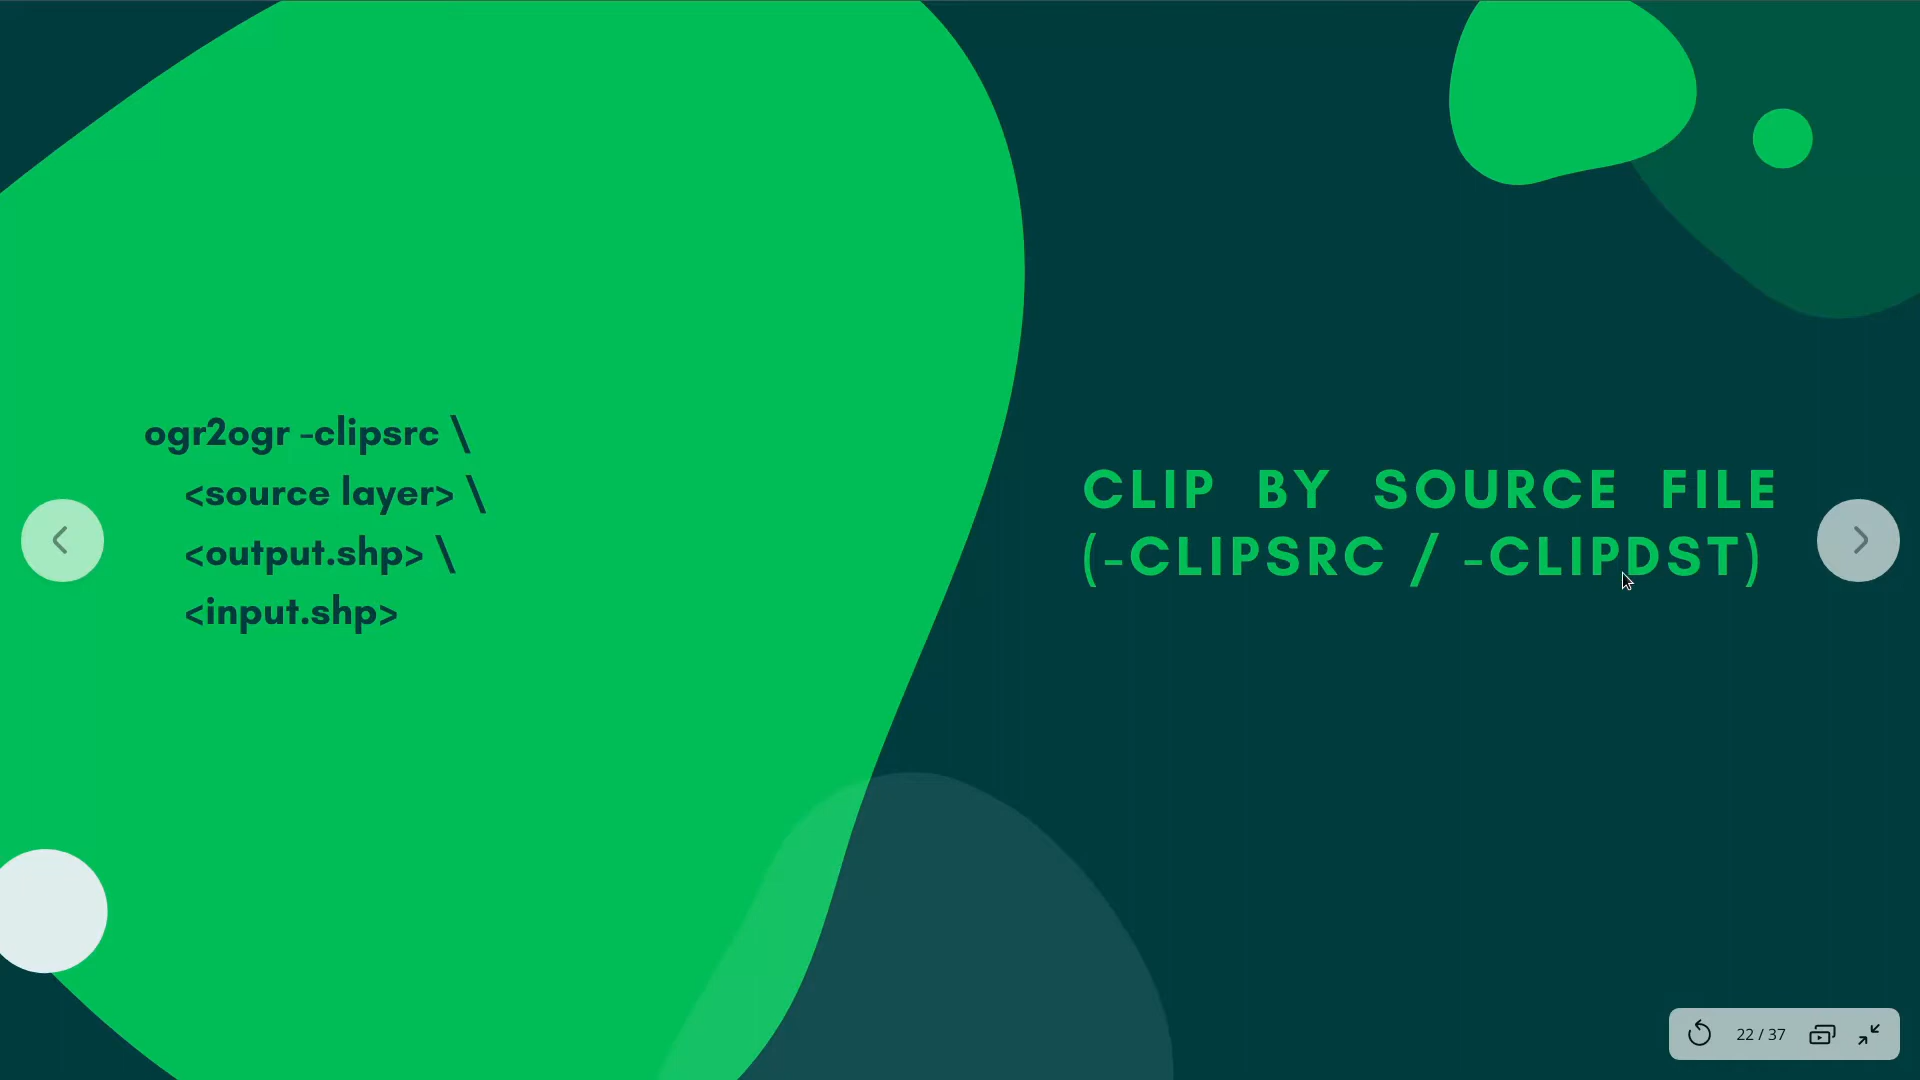 ogr2ogr -clipsrc \
<source layer> \
<output.shp> \
<input.shp>
CLIP BY SOURCE FILE
(-CLIPSRC / -CLIPDST)
22 / 37